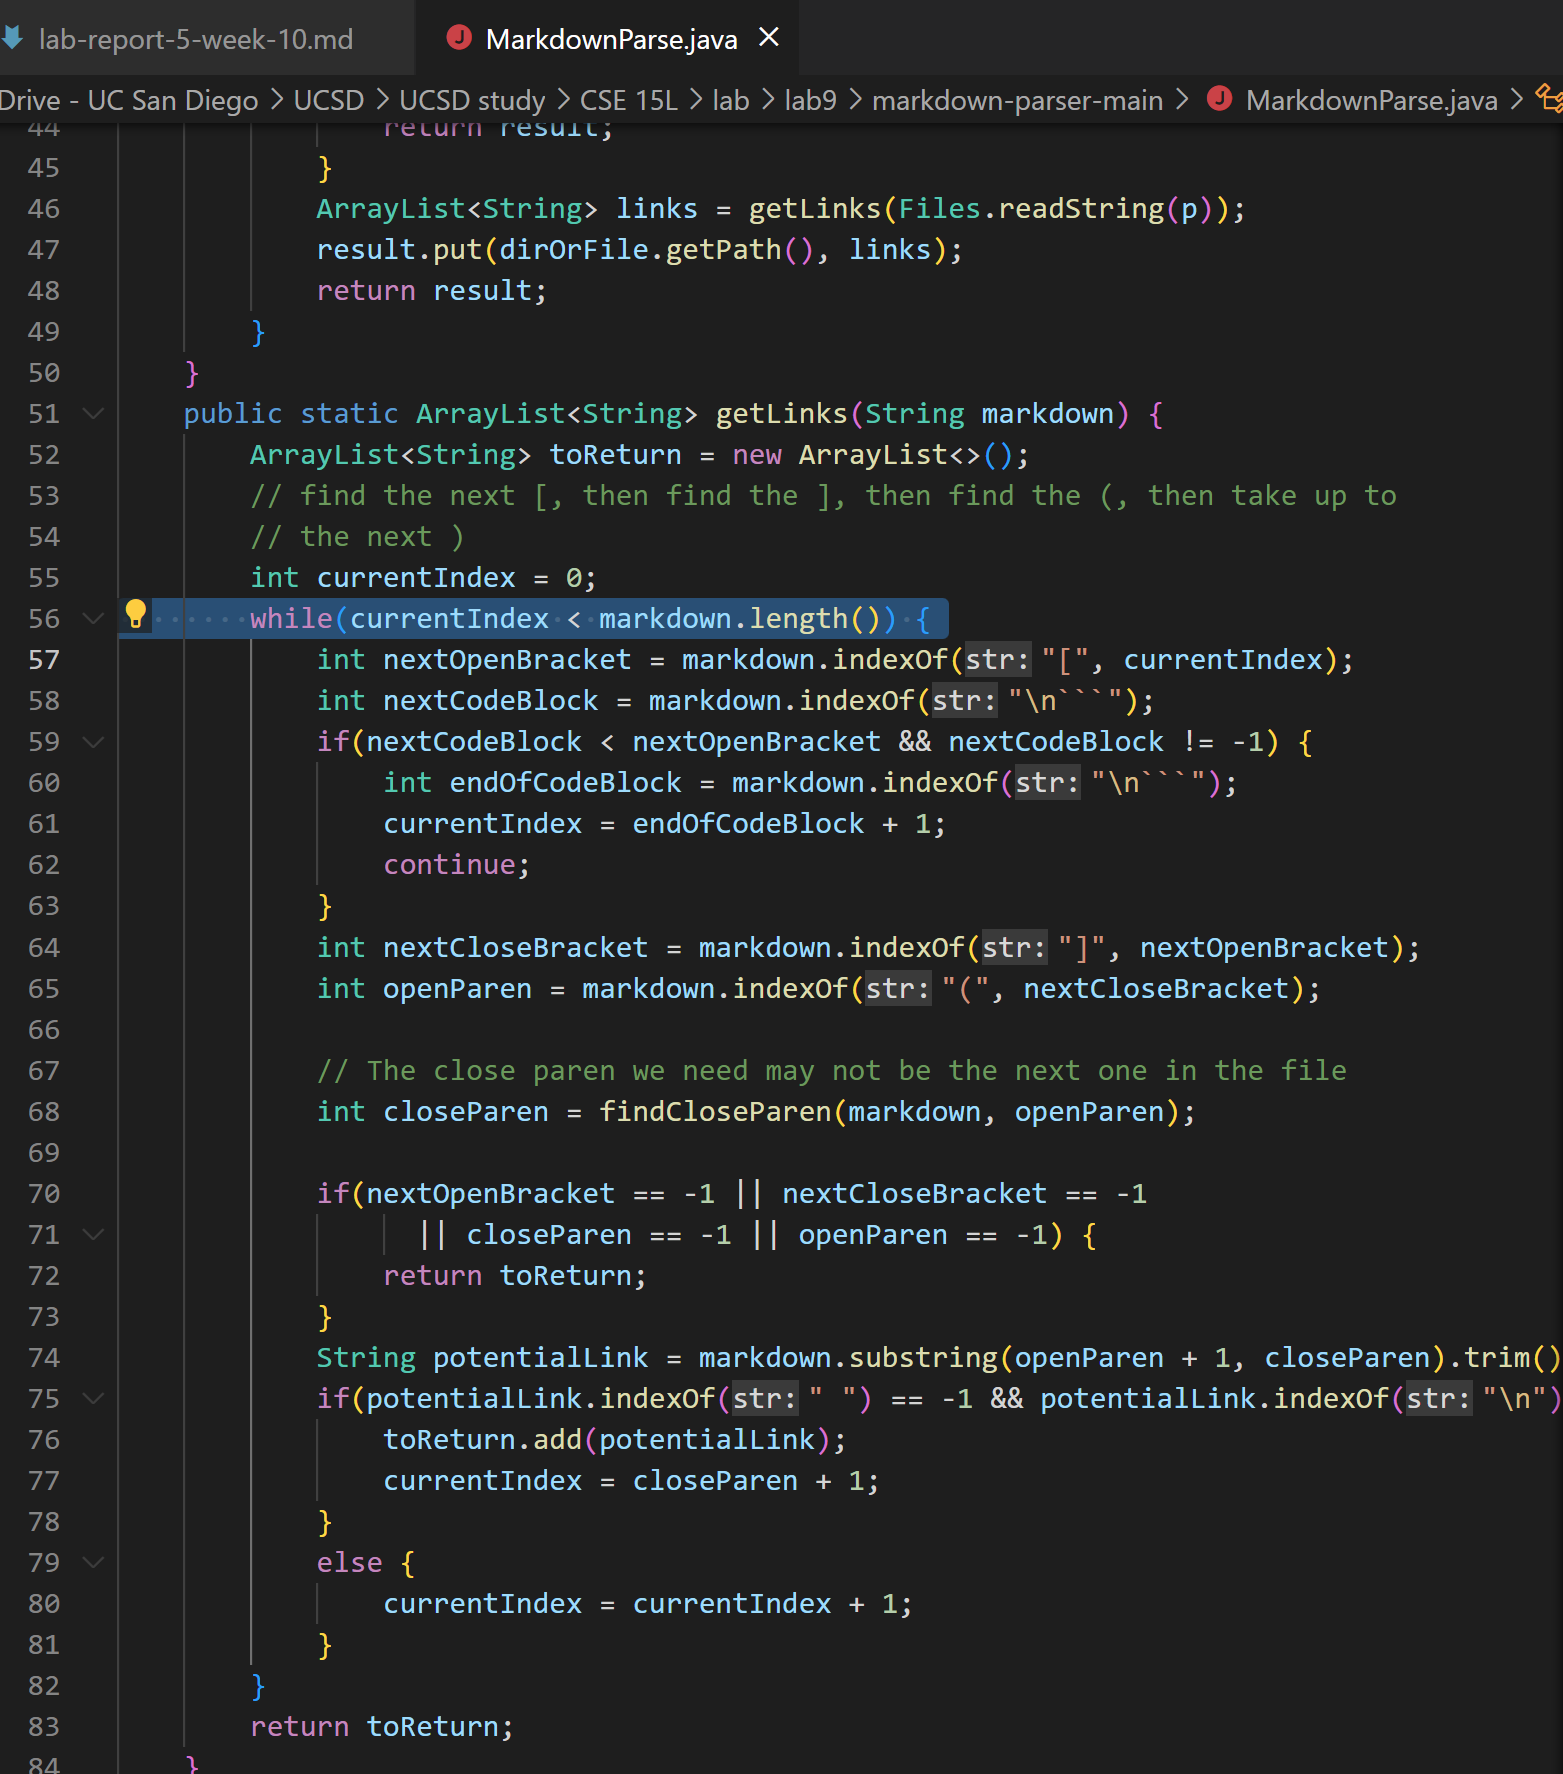 lab-report-5-week-10.md
J MarkdownParse.java ×
Drive - UC San Diego > UCSD > UCSD study > CSE 15L > lab > lab9 > markdown-parser-main > J MarkdownParse.java >
44 return result;
45 }
46 ArrayList<String> links = getLinks(Files.readString(p));
47 result.put(dirOrFile.getPath(), links);
48 return result;
49 }
50 }
51 public static ArrayList<String> getLinks(String markdown) {
52 ArrayList<String> toReturn = new ArrayList<>();
53 // find the next [, then find the ], then find the (, then take up to
54 // the next )
55 int currentIndex = 0;
56 while(currentIndex < markdown.length()) {
57 int nextOpenBracket = markdown.indexOf(str: "[", currentIndex);
58 int nextCodeBlock = markdown.indexOf(str: "\n```");
59 if(nextCodeBlock < nextOpenBracket && nextCodeBlock != -1) {
60 int endOfCodeBlock = markdown.indexOf(str: "\n```");
61 currentIndex = endOfCodeBlock + 1;
62 continue;
63 }
64 int nextCloseBracket = markdown.indexOf(str: "]", nextOpenBracket);
65 int openParen = markdown.indexOf(str: "(", nextCloseBracket);
66
67 // The close paren we need may not be the next one in the file
68 int closeParen = findCloseParen(markdown, openParen);
69
70 if(nextOpenBracket == -1 || nextCloseBracket == -1
71 || closeParen == -1 || openParen == -1) {
72 return toReturn;
73 }
74 String potentialLink = markdown.substring(openParen + 1, closeParen).trim()
75 if(potentialLink.indexOf(str: " ") == -1 && potentialLink.indexOf(str: "\n")
76 toReturn.add(potentialLink);
77 currentIndex = closeParen + 1;
78 }
79 else {
80 currentIndex = currentIndex + 1;
81 }
82 }
83 return toReturn;
84 }